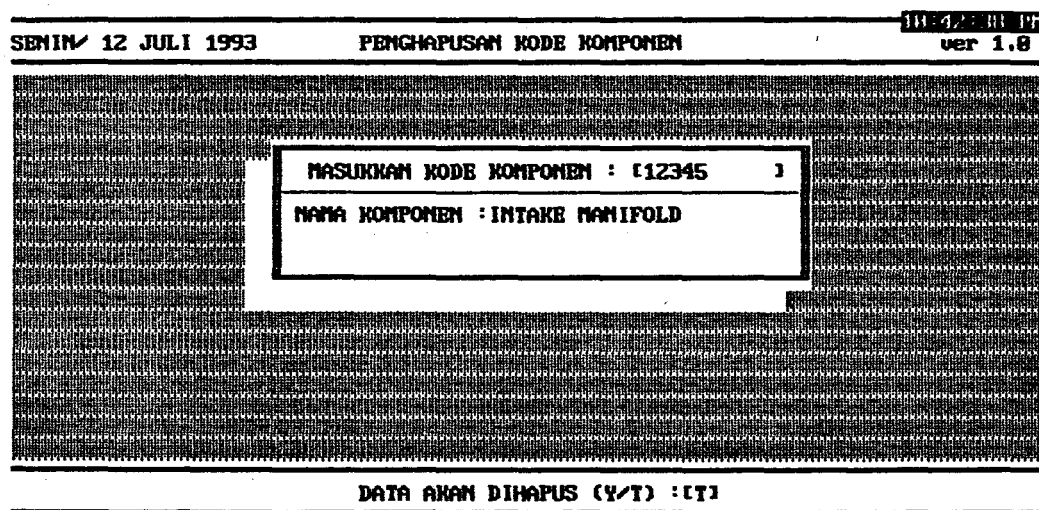 SENIN/ 12 JULI 1993 PENGHAPUSAN KODE KOMPONEN ver 1.0
MASUKKAN KODE KOMPONEN : [12345 ]
NAMA KOMPONEN :INTAKE MANIFOLD
DATA AKAN DIHAPUS (Y/T) :[T]